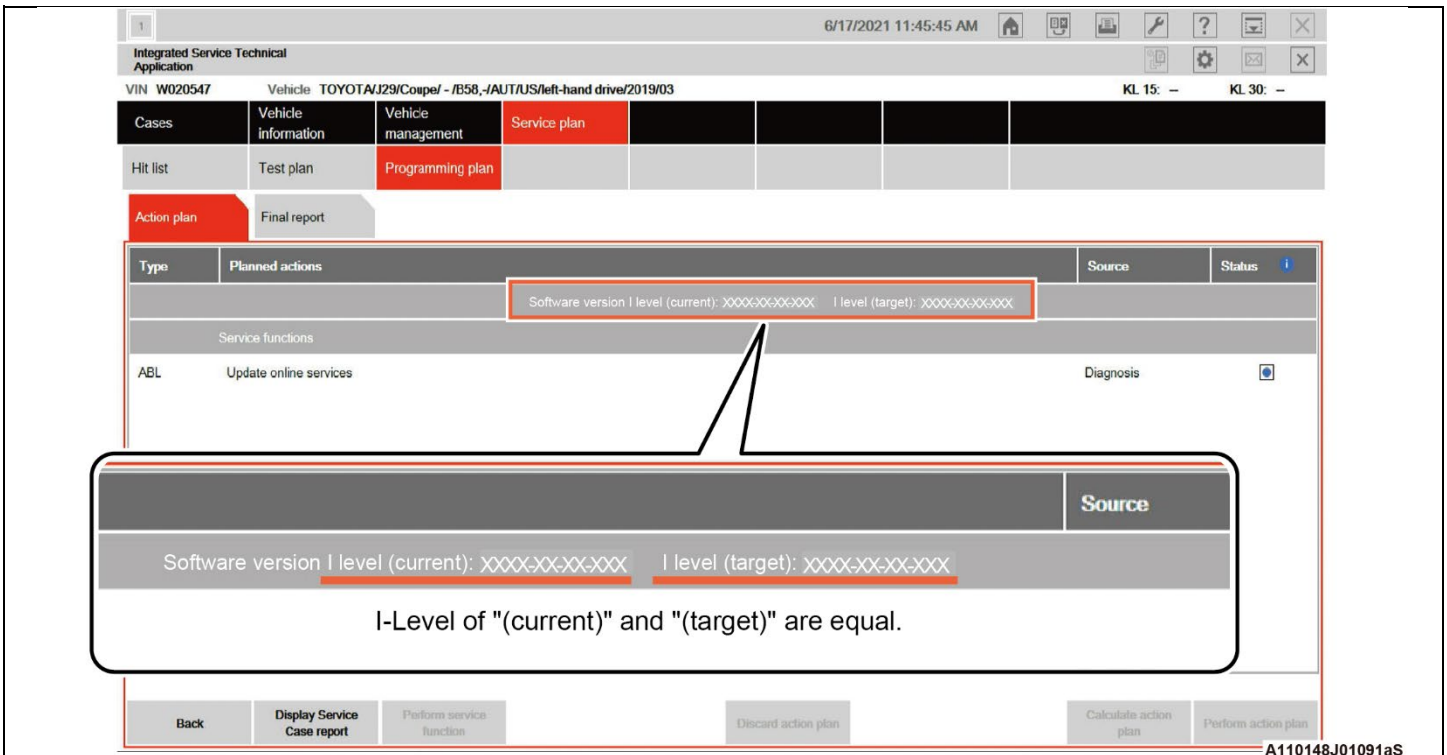 1 6/17/2021 11:45:45 AM ?
Integrated Service Technical
Application
VIN W020547 Vehicle TOYOTA/J29/Coupe/ - /B58,-/AUT/US/left-hand drive/2019/03 KL 15: -- KL 30: --
Cases Vehicle information Vehicle management Service plan
Hit list Test plan Programming plan
Action plan Final report
Type Planned actions Source Status i
Software version I level (current): XXXX-XX-XX-XXX I level (target): XXXX-XX-XX-XXX
Service functions
ABL Update online services Diagnosis
Source
Software version I level (current): XXXX-XX-XX-XXX I level (target): XXXX-XX-XX-XXX
I-Level of "(current)" and "(target)" are equal.
Back Display Service Case report Perform service function Discard action plan Calculate action plan Perform action plan
A110148J01091aS